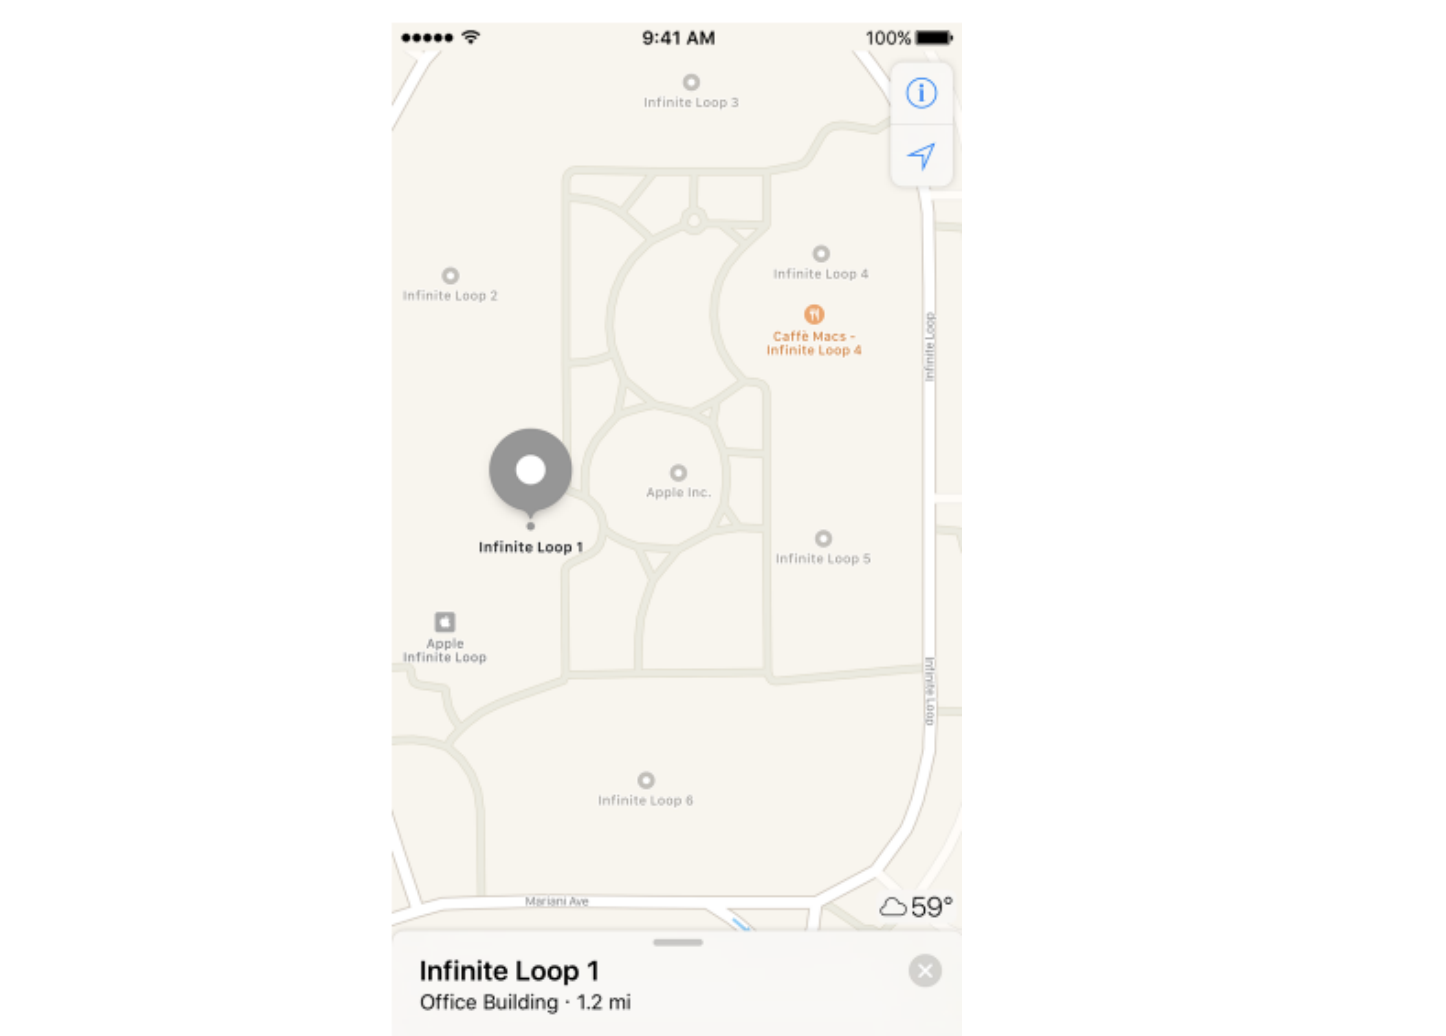 9:41 AM
100%
Infinite Loop 3
Infinite Loop 4
Infinite Loop 2
Caffè Macs -
Infinite Loop 4
Infinite Loop
Apple Inc.
Infinite Loop 1
Infinite Loop 5
Apple
Infinite Loop
Infinite Loop
Infinite Loop 6
Mariani Ave
59°
Infinite Loop 1
Office Building · 1.2 mi